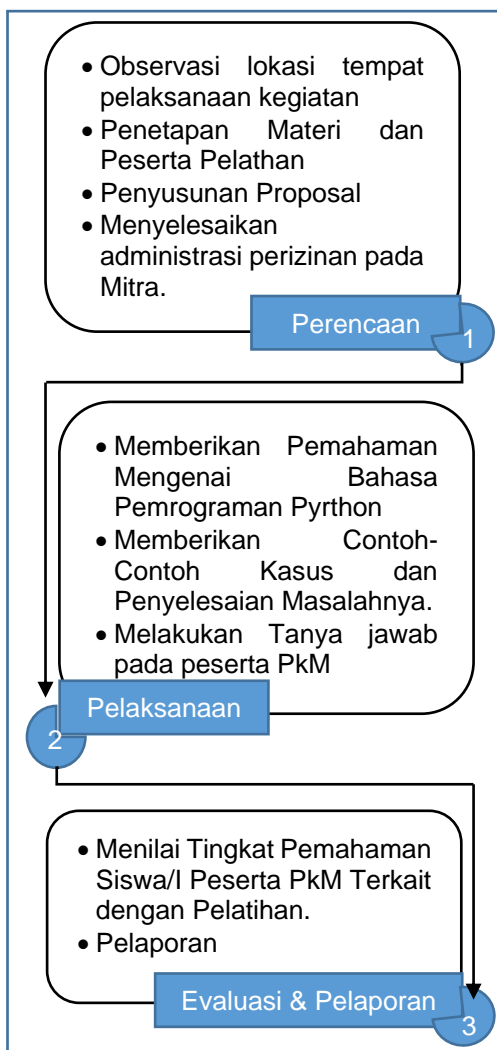 • Observasi lokasi tempat
pelaksanaan kegiatan
• Penetapan Materi dan
Peserta Pelathan
• Penyusunan Proposal
• Menyelesaikan
administrasi perizinan pada
Mitra.
Perencaan
1
• Memberikan Pemahaman
Mengenai Bahasa
Pemrograman Pyrthon
• Memberikan Contoh-
Contoh Kasus dan
Penyelesaian Masalahnya.
• Melakukan Tanya jawab
pada peserta PkM
Pelaksanaan
2
• Menilai Tingkat Pemahaman
Siswa/I Peserta PkM Terkait
dengan Pelatihan.
• Pelaporan
Evaluasi & Pelaporan
3